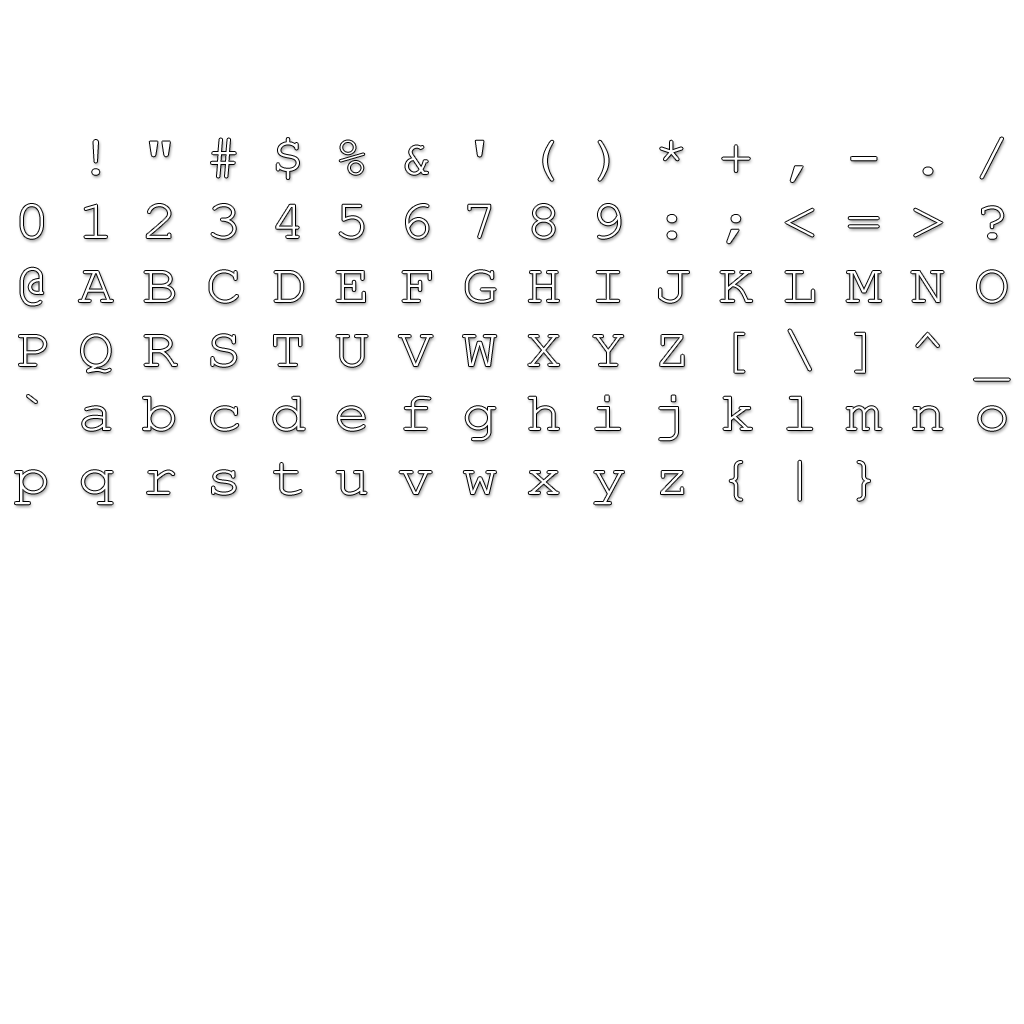 ! " # $ % & ' ( ) * + , - . /
0 1 2 3 4 5 6 7 8 9 : ; < = > ?
@ A B C D E F G H I J K L M N O
P Q R S T U V W X Y Z [ \ ] ^ _
` a b c d e f g h i j k l m n o
p q r s t u v w x y z { | }